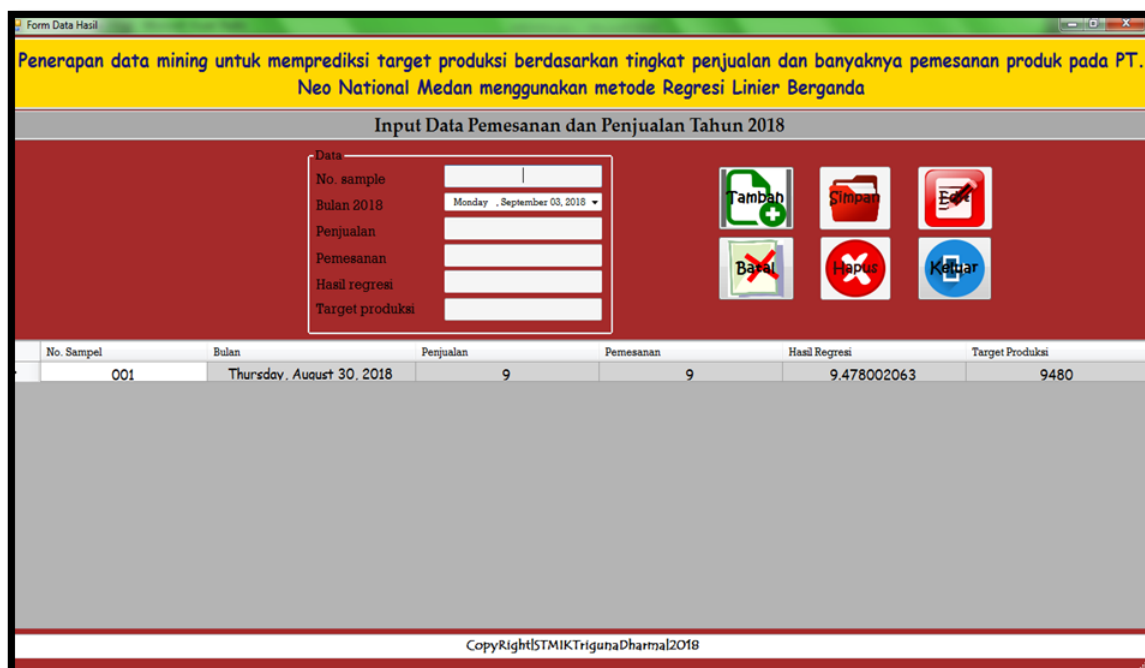 Form Data Hasil
Penerapan data mining untuk memprediksi target produksi berdasarkan tingkat penjualan dan banyaknya pemesanan produk pada PT.
Neo National Medan menggunakan metode Regresi Linier Berganda
Input Data Pemesanan dan Penjualan Tahun 2018
Data
No. sample
Bulan 2018 Monday , September 03, 2018
Penjualan
Pemesanan
Hasil regresi
Target produksi
Tambah Simpan Edit
Batal Hapus Keluar
No. Sampel Bulan Penjualan Pemesanan Hasil Regresi Target Produksi
001 Thursday, August 30, 2018 9 9 9.478002063 9480
CopyRight|STMIKTrigunaDharma|2018